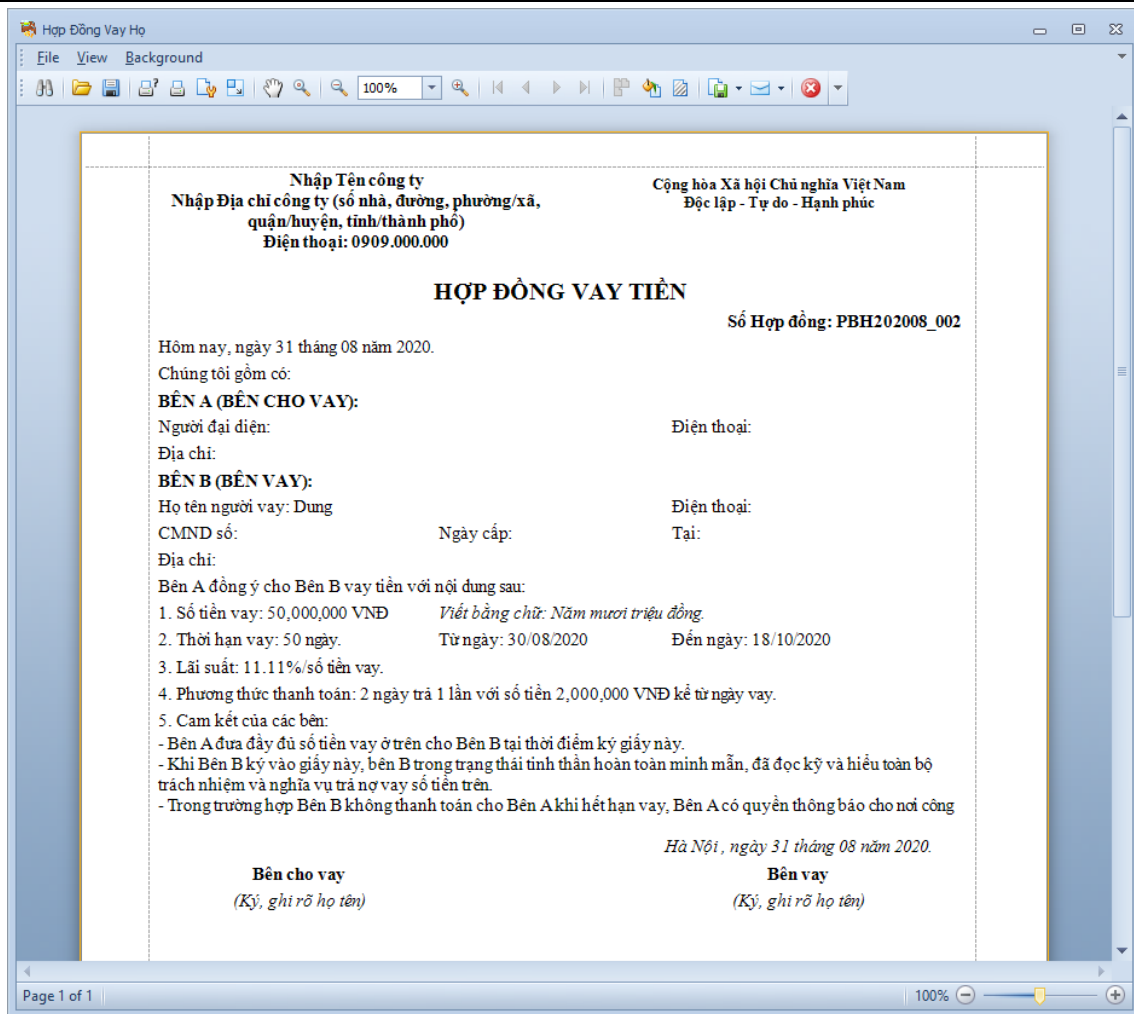 Hợp Đồng Vay Họ
File View Background
100%
Nhập Tên công ty
Nhập Địa chỉ công ty (số nhà, đường, phường/xã,
quận/huyện, tỉnh/thành phố)
Điện thoại: 0909.000.000
Cộng hòa Xã hội Chủ nghĩa Việt Nam
Độc lập - Tự do - Hạnh phúc
HỢP ĐỒNG VAY TIỀN
Số Hợp đồng: PBH202008_002
Hôm nay, ngày 31 tháng 08 năm 2020.
Chúng tôi gồm có:
BÊN A (BÊN CHO VAY):
Người đại diện: Điện thoại:
Địa chỉ:
BÊN B (BÊN VAY):
Họ tên người vay: Dung Điện thoại:
CMND số: Ngày cấp: Tại:
Địa chỉ:
Bên A đồng ý cho Bên B vay tiền với nội dung sau:
1. Số tiền vay: 50,000,000 VNĐ Viết bằng chữ: Năm mươi triệu đồng.
2. Thời hạn vay: 50 ngày. Từ ngày: 30/08/2020 Đến ngày: 18/10/2020
3. Lãi suất: 11.11%/số tiền vay.
4. Phương thức thanh toán: 2 ngày trả 1 lần với số tiền 2,000,000 VNĐ kể từ ngày vay.
5. Cam kết của các bên:
- Bên A đưa đầy đủ số tiền vay ở trên cho Bên B tại thời điểm ký giấy này.
- Khi Bên B ký vào giấy này, bên B trong trạng thái tinh thần hoàn toàn minh mẫn, đã đọc kỹ và hiểu toàn bộ
trách nhiệm và nghĩa vụ trả nợ vay số tiền trên.
- Trong trường hợp Bên B không thanh toán cho Bên A khi hết hạn vay, Bên A có quyền thông báo cho nơi công
Hà Nội , ngày 31 tháng 08 năm 2020.
Bên cho vay Bên vay
(Ký, ghi rõ họ tên) (Ký, ghi rõ họ tên)
Page 1 of 1 100%